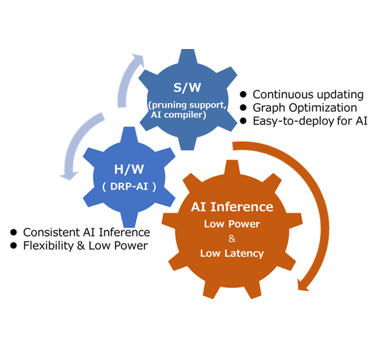 S/W
(pruning support,
AI compiler)
● Continuous updating
● Graph Optimization
● Easy-to-deploy for AI
H/W
( DRP-AI )
● Consistent AI Inference
● Flexibility & Low Power
AI Inference
Low Power
&
Low Latency